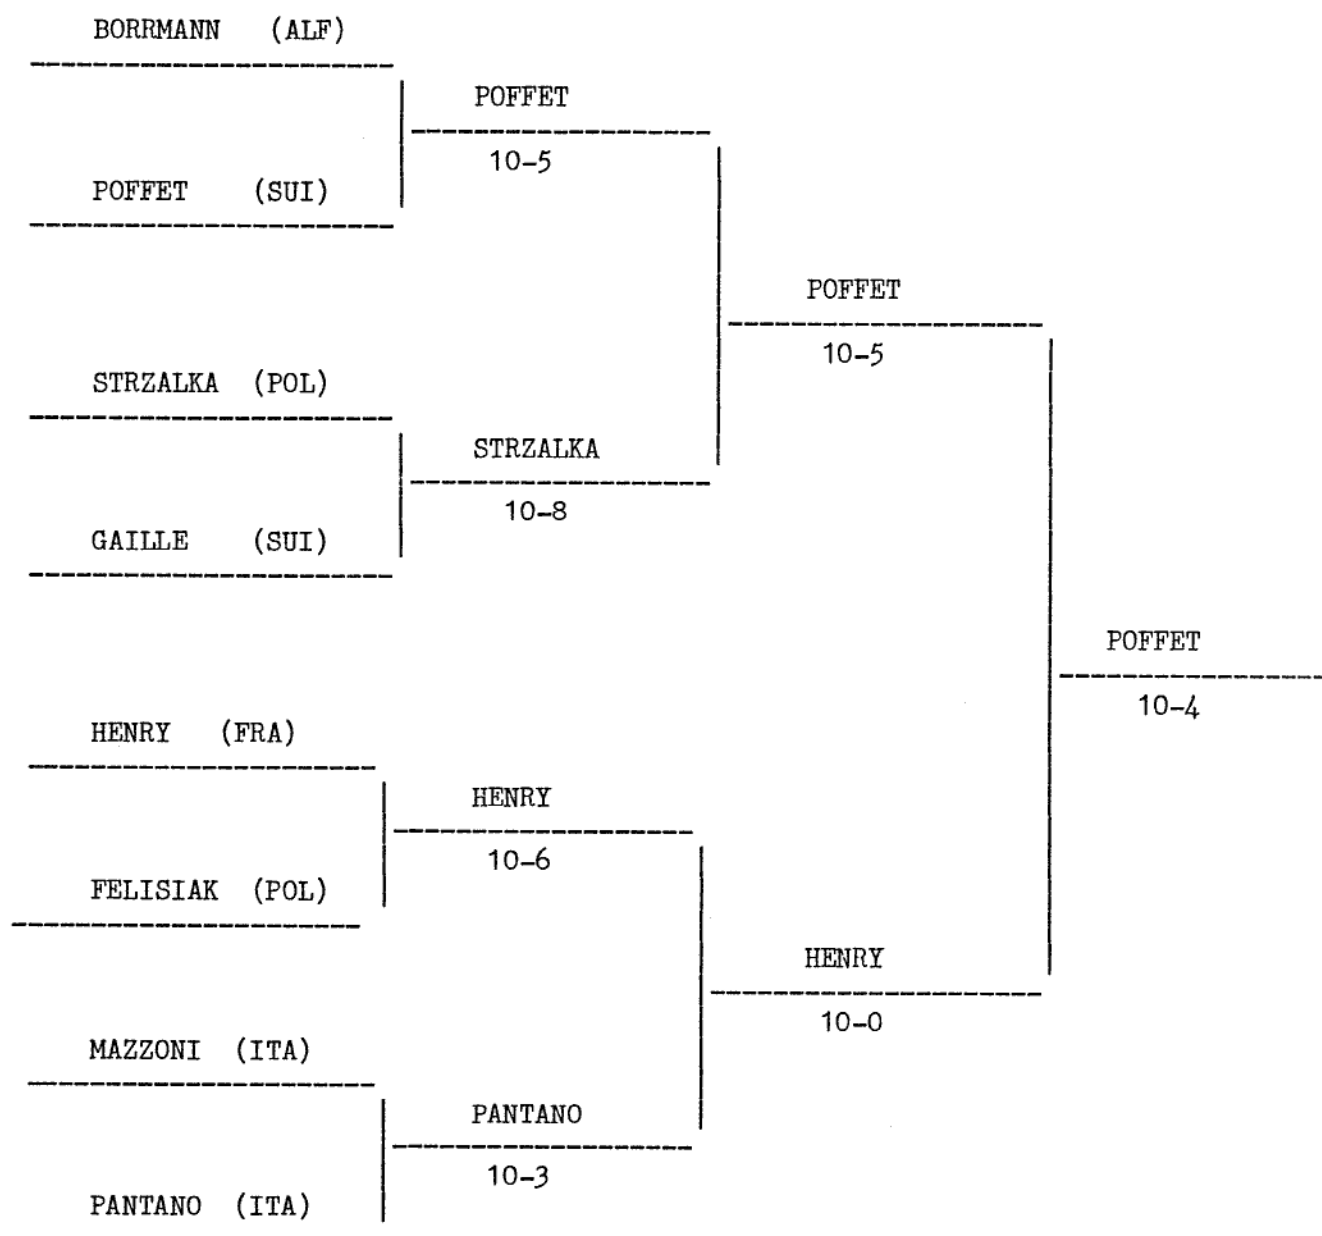 BORRMANN (ALF)
POFFET
10-5
POFFET (SUI)
POFFET
10-5
STRZALKA (POL)
STRZALKA
10-8
GAILLE (SUI)
POFFET
10-4
HENRY (FRA)
HENRY
10-6
FELISIAK (POL)
HENRY
10-0
MAZZONI (ITA)
PANTANO
10-3
PANTANO (ITA)